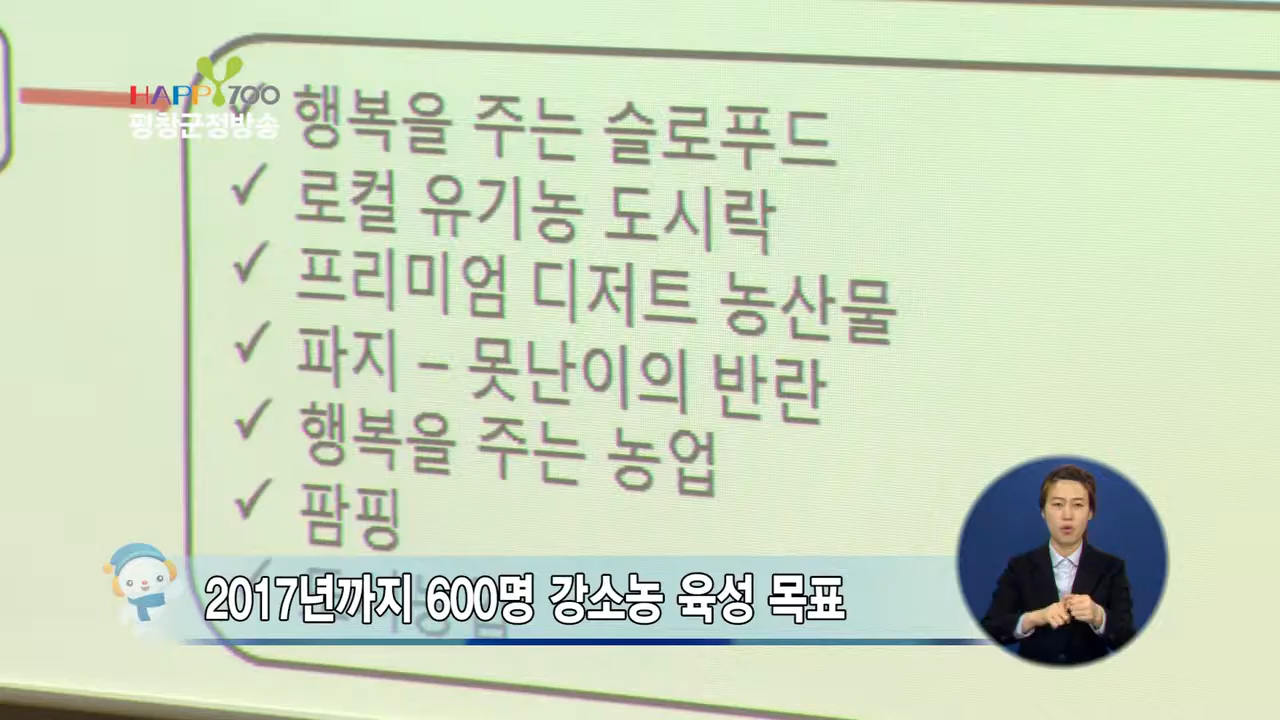 HAPPY700
평창군정방송
행복을 주는 슬로푸드
✓ 로컬 유기농 도시락
✓ 프리미엄 디저트 농산물
✓ 파지 – 못난이의 반란
✓ 행복을 주는 농업
✓ 팜핑
2017년까지 600명 강소농 육성 목표